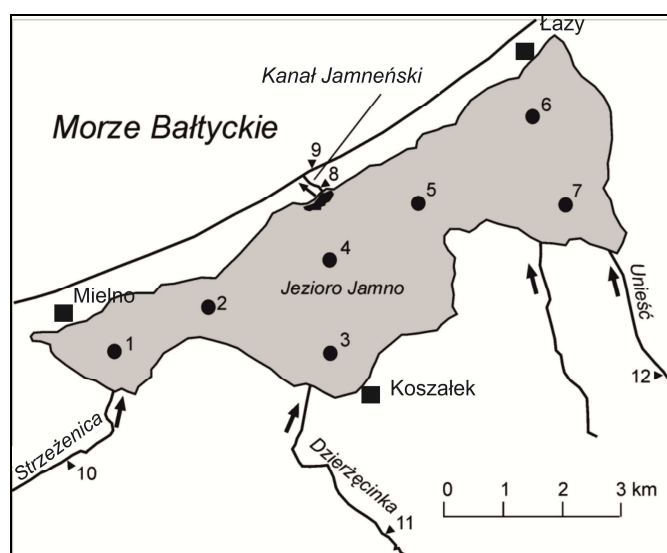 Łazy
Kanał Jamneński
Morze Bałtyckie
6
9
8
5
7
4
Jezioro Jamno
Unieść
Mielno
2
1
3
12
Koszałek
Strzeżenica
10
Dzierżęcinka
11
0 1 2 3 km